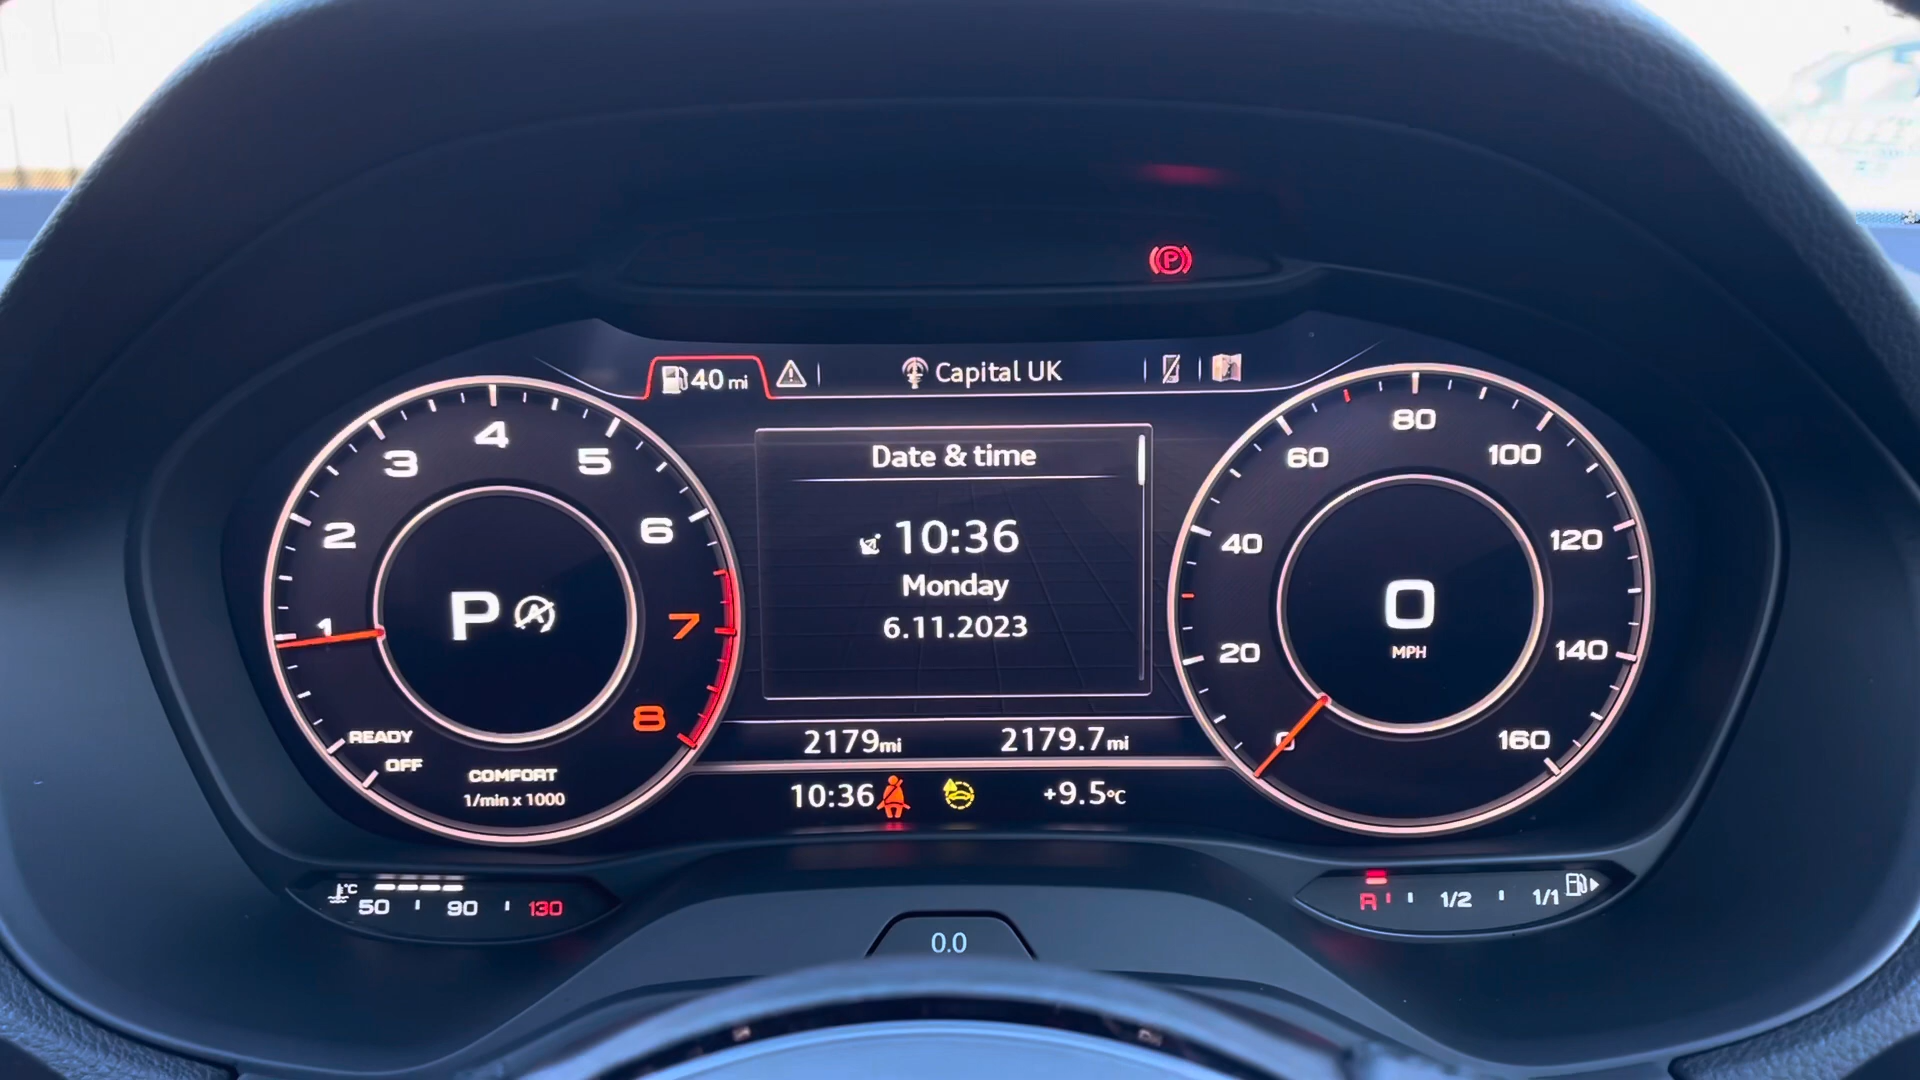 P
40 mi
Capital UK
Date & time
10:36
Monday
6.11.2023
1
2
3
4
5
6
7
8
P
READY
OFF
COMFORT
1/min x 1000
0
20
40
60
80
100
120
140
160
0
MPH
2179mi 2179.7mi
10:36 +9.5°C
°C
50 90 130
R 1/2 1/1
0.0